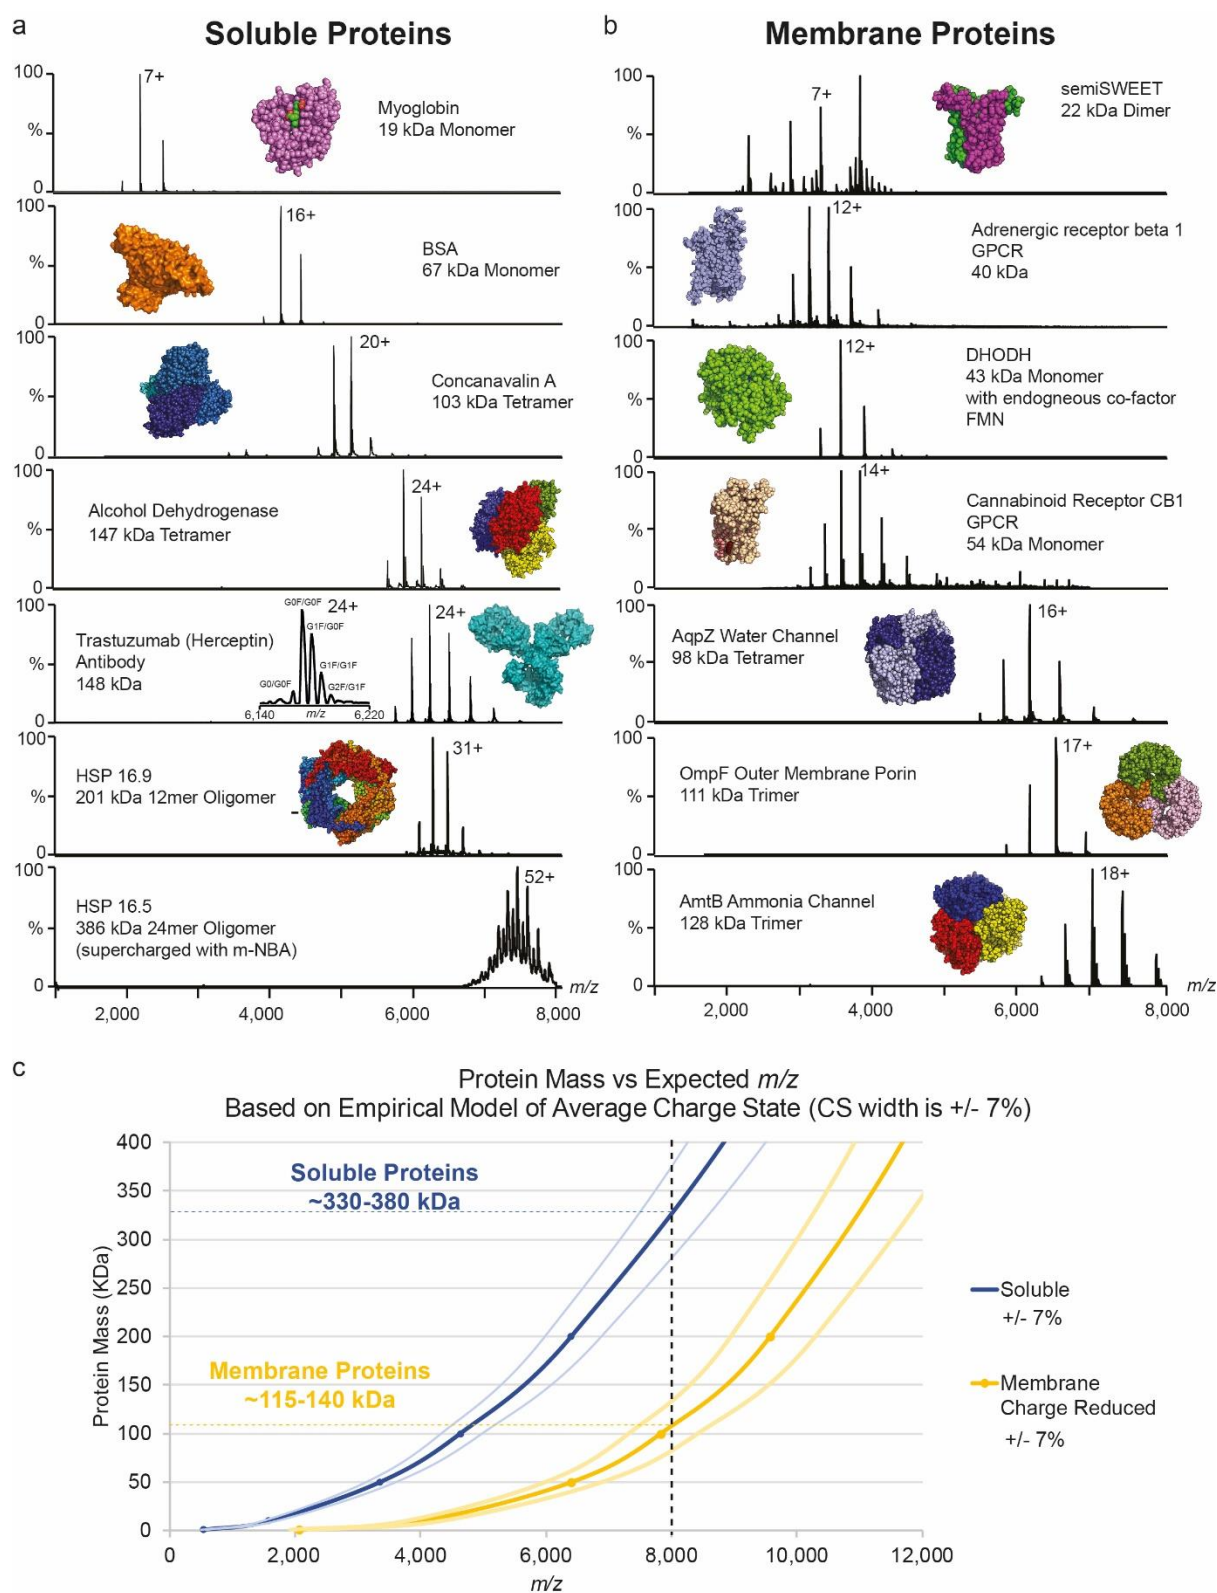 a
Soluble Proteins
100
%
0
7+
Myoglobin
19 kDa Monomer
100
%
0
16+
BSA
67 kDa Monomer
100
%
0
20+
Concanavalin A
103 kDa Tetramer
100
%
0
24+
Alcohol Dehydrogenase
147 kDa Tetramer
100
%
0
24+
Trastuzumab (Herceptin)
Antibody
148 kDa
G0F/G0F
24+
G1F/G0F
G1F/G1F
G0/G0F
G2F/G1F
6,140
m/z
6,220
100
%
0
31+
HSP 16.9
201 kDa 12mer Oligomer
100
%
0
52+
HSP 16.5
386 kDa 24mer Oligomer
(supercharged with m-NBA)
m/z
2,000
4,000
6,000
8,000
b
Membrane Proteins
100
%
0
7+
semiSWEET
22 kDa Dimer
100
%
0
12+
Adrenergic receptor beta 1
GPCR
40 kDa
100
%
0
12+
DHODH
43 kDa Monomer
with endogneous co-factor
FMN
100
%
0
14+
Cannabinoid Receptor CB1
GPCR
54 kDa Monomer
100
%
0
16+
AqpZ Water Channel
98 kDa Tetramer
100
%
0
17+
OmpF Outer Membrane Porin
111 kDa Trimer
100
%
0
18+
AmtB Ammonia Channel
128 kDa Trimer
m/z
2,000
4,000
6,000
8,000
c
Protein Mass vs Expected m/z
Based on Empirical Model of Average Charge State (CS width is +/- 7%)
Protein Mass (KDa)
400
350
300
250
200
150
100
50
0
Soluble Proteins
~330-380 kDa
Membrane Proteins
~115-140 kDa
Soluble
+/- 7%
Membrane
Charge Reduced
+/- 7%
0
2,000
4,000
6,000
8,000
10,000
12,000
m/z